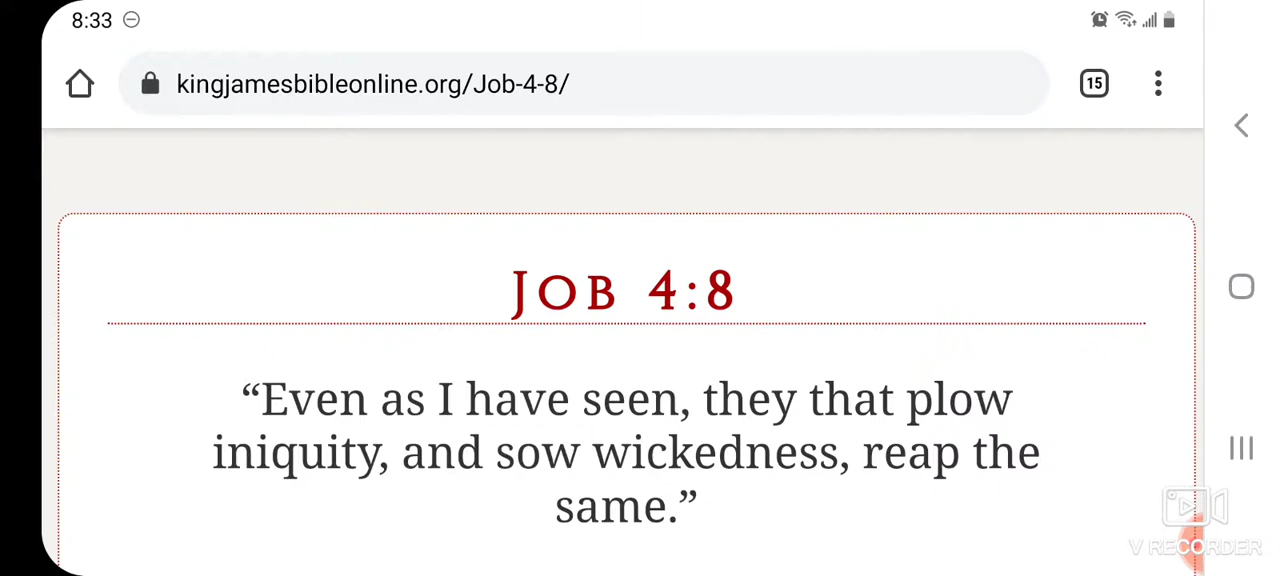 8:33
kingjamesbibleonline.org/Job-4-8/
15
JOB 4:8
“Even as I have seen, they that plow
iniquity, and sow wickedness, reap the
same.”
V RECORDER